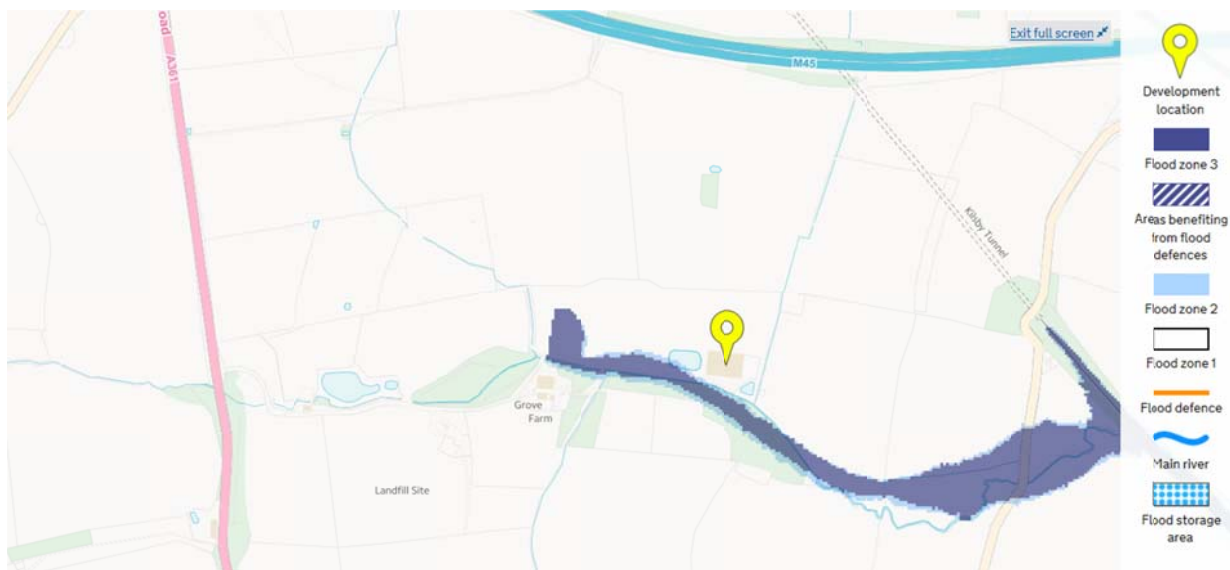 Road
A361
M45
Exit full screen
Kilsby Tunnel
Grove
Farm
Landfill Site
Development
location
Flood zone 3
Areas benefiting
from flood
defences
Flood zone 2
Flood zone 1
Flood defence
Main river
Flood storage
area